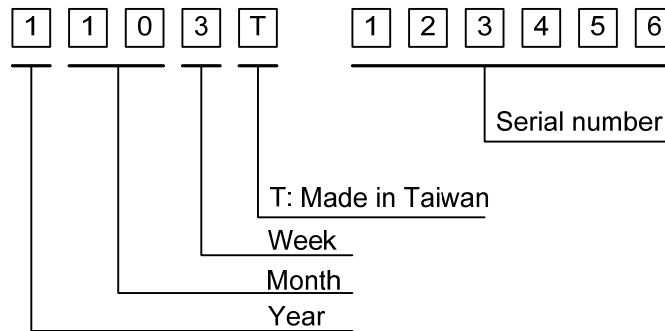 1 1 0 3 T 1 2 3 4 5 6
Serial number
T: Made in Taiwan
Week
Month
Year